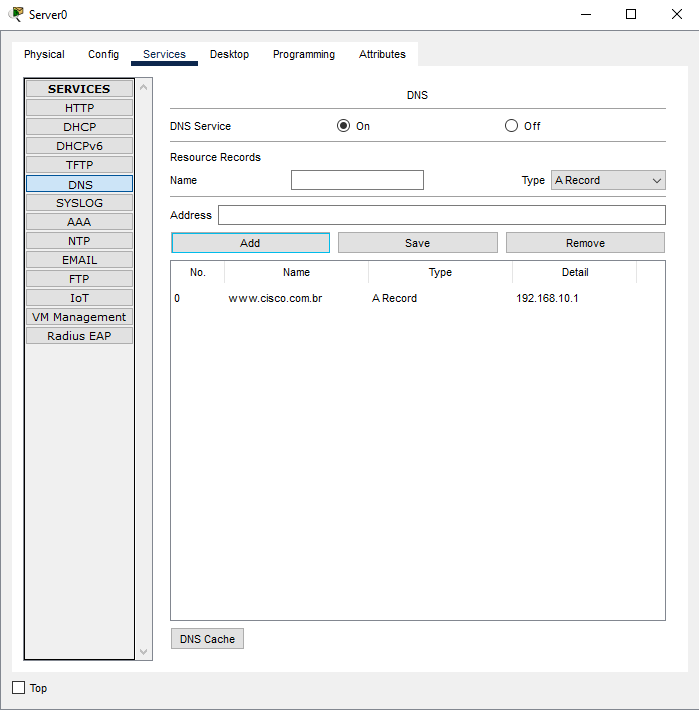 Server0
Physical Config Services Desktop Programming Attributes
SERVICES
HTTP
DHCP
DHCPv6
TFTP
DNS
SYSLOG
AAA
NTP
EMAIL
FTP
IoT
VM Management
Radius EAP
DNS
DNS Service On Off
Resource Records
Name Type A Record
Address
Add Save Remove
No. Name Type Detail
0 www.cisco.com.br A Record 192.168.10.1
DNS Cache
Top